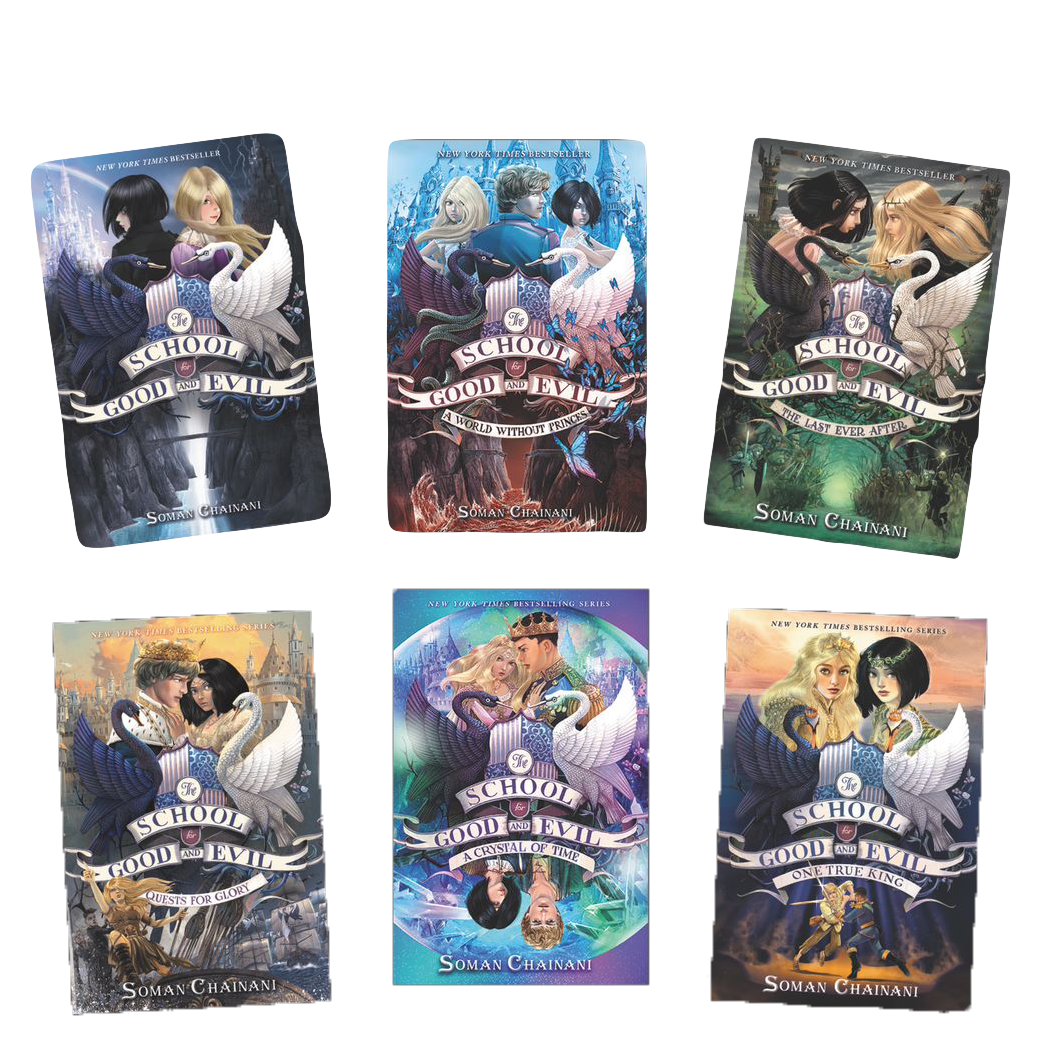 NEW YORK TIMES BESTSELLER
The
SCHOOL
for
GOOD AND EVIL
SOMAN CHAINANI
NEW YORK TIMES BESTSELLER
The
SCHOOL
for
GOOD AND EVIL
A WORLD WITHOUT PRINCES
SOMAN CHAINANI
NEW YORK TIMES BESTSELLER
The
SCHOOL
for
GOOD AND EVIL
THE LAST EVER AFTER
SOMAN CHAINANI
NEW YORK TIMES BESTSELLING SERIES
The
SCHOOL
for
GOOD AND EVIL
QUESTS FOR GLORY
SOMAN CHAINANI
NEW YORK TIMES BESTSELLING SERIES
The
SCHOOL
for
GOOD AND EVIL
A CRYSTAL OF TIME
SOMAN CHAINANI
NEW YORK TIMES BESTSELLING SERIES
The
SCHOOL
for
GOOD AND EVIL
ONE TRUE KING
SOMAN CHAINANI